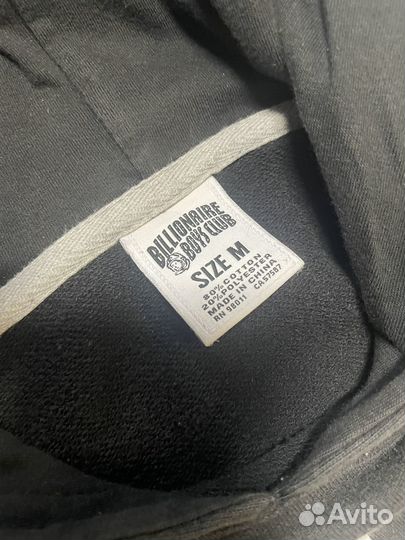 BILLIONAIRE
BOYS CLUB
SIZE M
80% COTTON
20% POLYESTER
MADE IN CHINA
RN 98011 CA57587
Avito